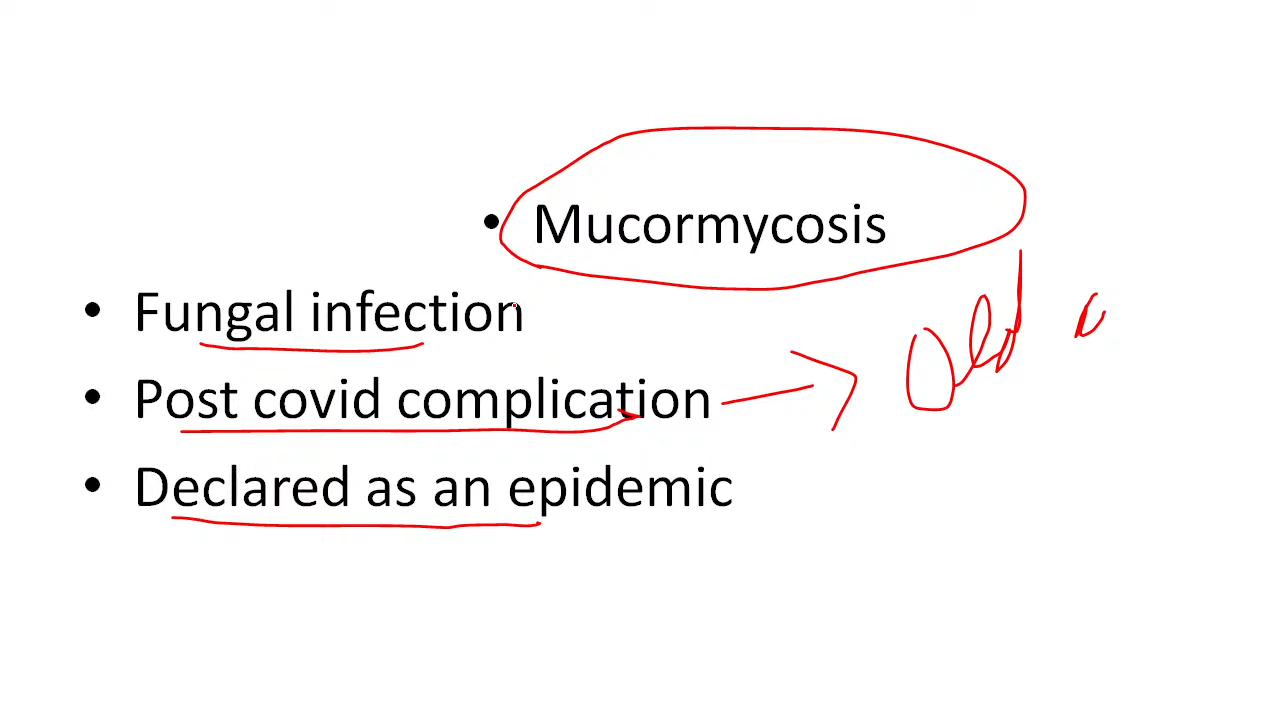 • Mucormycosis
• Fungal infection
• Post covid complication
• Declared as an epidemic